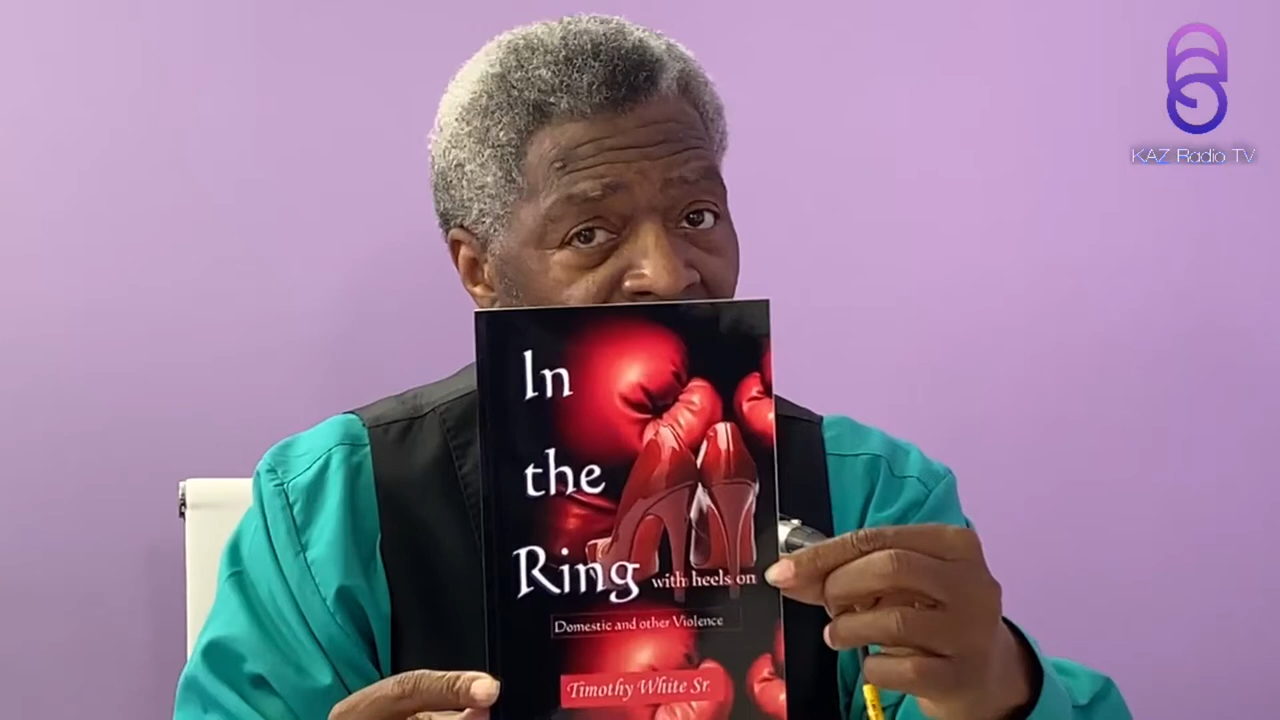 KAZ Radio TV
In
the
Ring with heels on
Domestic and other Violence
Timothy White Sr.